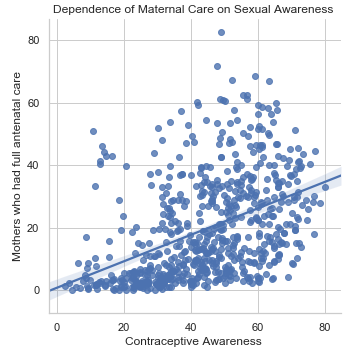 Dependence of Maternal Care on Sexual Awareness
Mothers who had full antenatal care
80
60
40
20
0
0 20 40 60 80
Contraceptive Awareness